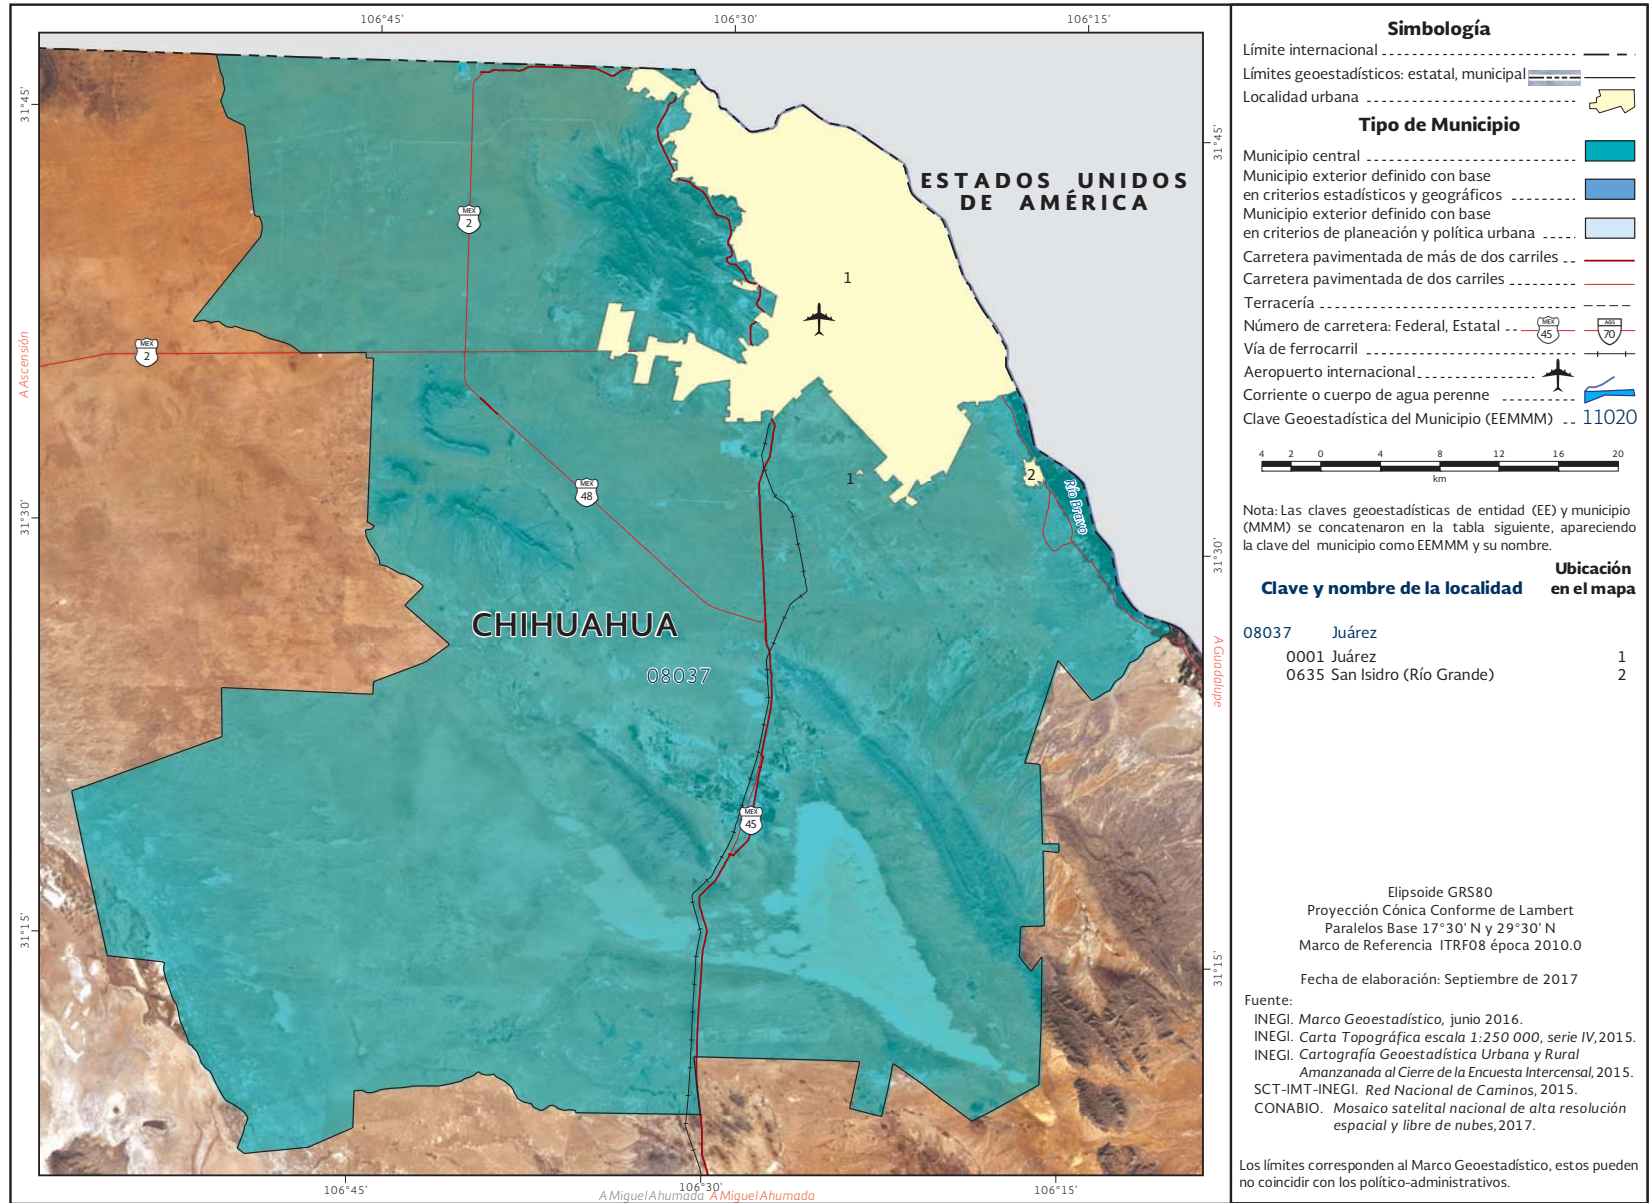 106°45'
106°30'
106°15'
31°45'
31°30'
31°15'
31°45'
31°30'
31°15'
106°45'
106°30'
106°15'
ESTADOS UNIDOS
DE AMÉRICA
MEX
2
MEX
2
MEX
48
MEX
45
1
1
2
Río Bravo
CHIHUAHUA
08037
A Ascensión
A Guadalupe
A Miguel Ahumada
A Miguel Ahumada
Simbología
Límite internacional
Límites geoestadísticos: estatal, municipal
Localidad urbana
Tipo de Municipio
Municipio central
Municipio exterior definido con base
en criterios estadísticos y geográficos
Municipio exterior definido con base
en criterios de planeación y política urbana
Carretera pavimentada de más de dos carriles
Carretera pavimentada de dos carriles
Terracería
Número de carretera: Federal, Estatal
MEX
45
AGS
70
Vía de ferrocarril
Aeropuerto internacional
Corriente o cuerpo de agua perenne
Clave Geoestadística del Municipio (EEMMM) 11020
4 2 0 4 8 12 16 20
km
Nota: Las claves geoestadísticas de entidad (EE) y municipio
(MMM) se concatenaron en la tabla siguiente, apareciendo
la clave del municipio como EEMMM y su nombre.
Clave y nombre de la localidad
Ubicación
en el mapa
08037 Juárez
0001 Juárez 1
0635 San Isidro (Río Grande) 2
Elipsoide GRS80
Proyección Cónica Conforme de Lambert
Paralelos Base 17°30' N y 29°30' N
Marco de Referencia ITRF08 época 2010.0
Fecha de elaboración: Septiembre de 2017
Fuente:
INEGI. Marco Geoestadístico, junio 2016.
INEGI. Carta Topográfica escala 1:250 000, serie IV, 2015.
INEGI. Cartografía Geoestadística Urbana y Rural
Amanzanada al Cierre de la Encuesta Intercensal, 2015.
SCT-IMT-INEGI. Red Nacional de Caminos, 2015.
CONABIO. Mosaico satelital nacional de alta resolución
espacial y libre de nubes, 2017.
Los límites corresponden al Marco Geoestadístico, estos pueden
no coincidir con los político-administrativos.